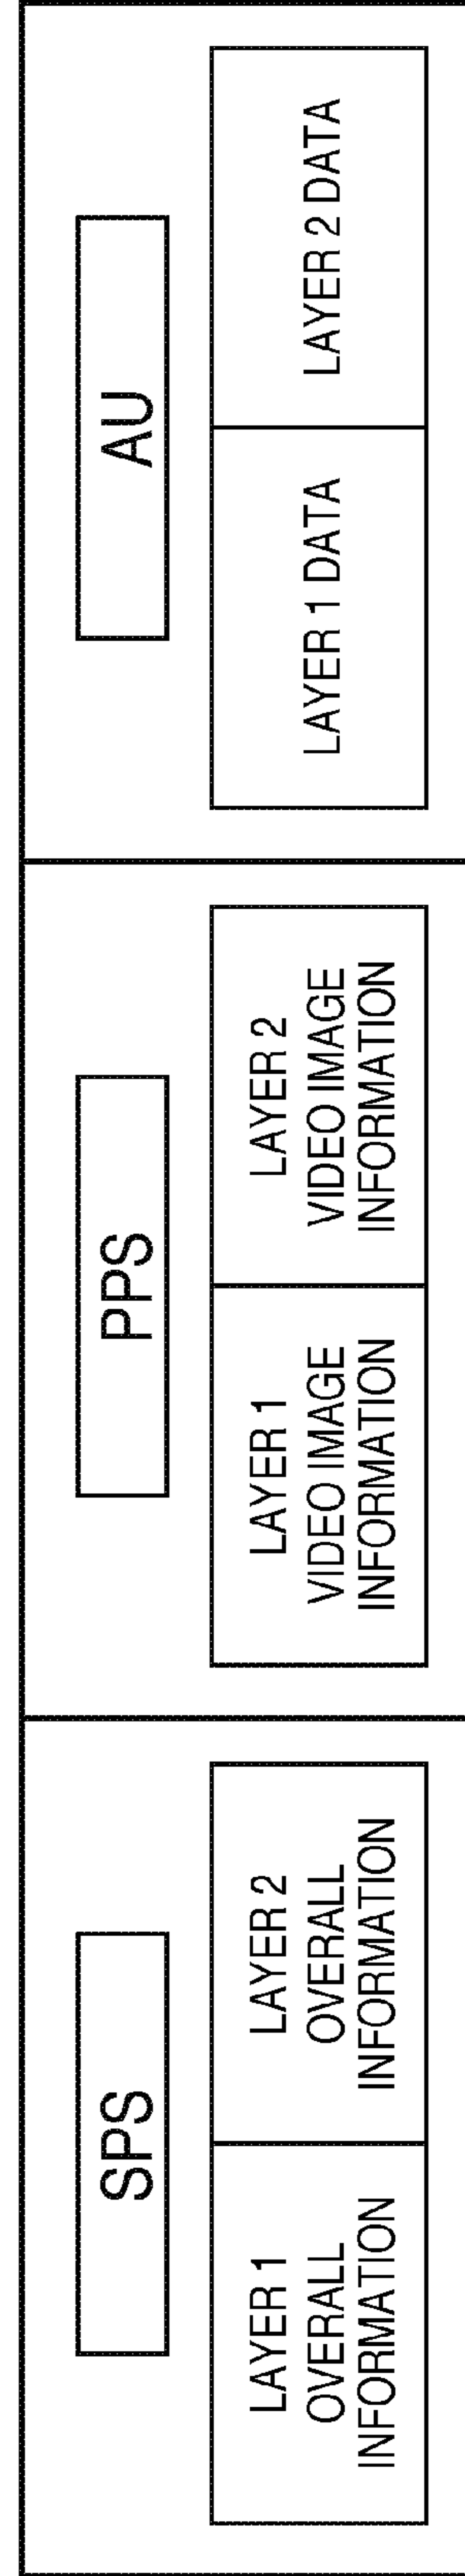 SPS
LAYER 1
OVERALL
INFORMATION
LAYER 2
OVERALL
INFORMATION
PPS
LAYER 1
VIDEO IMAGE
INFORMATION
LAYER 2
VIDEO IMAGE
INFORMATION
AU
LAYER 1 DATA
LAYER 2 DATA